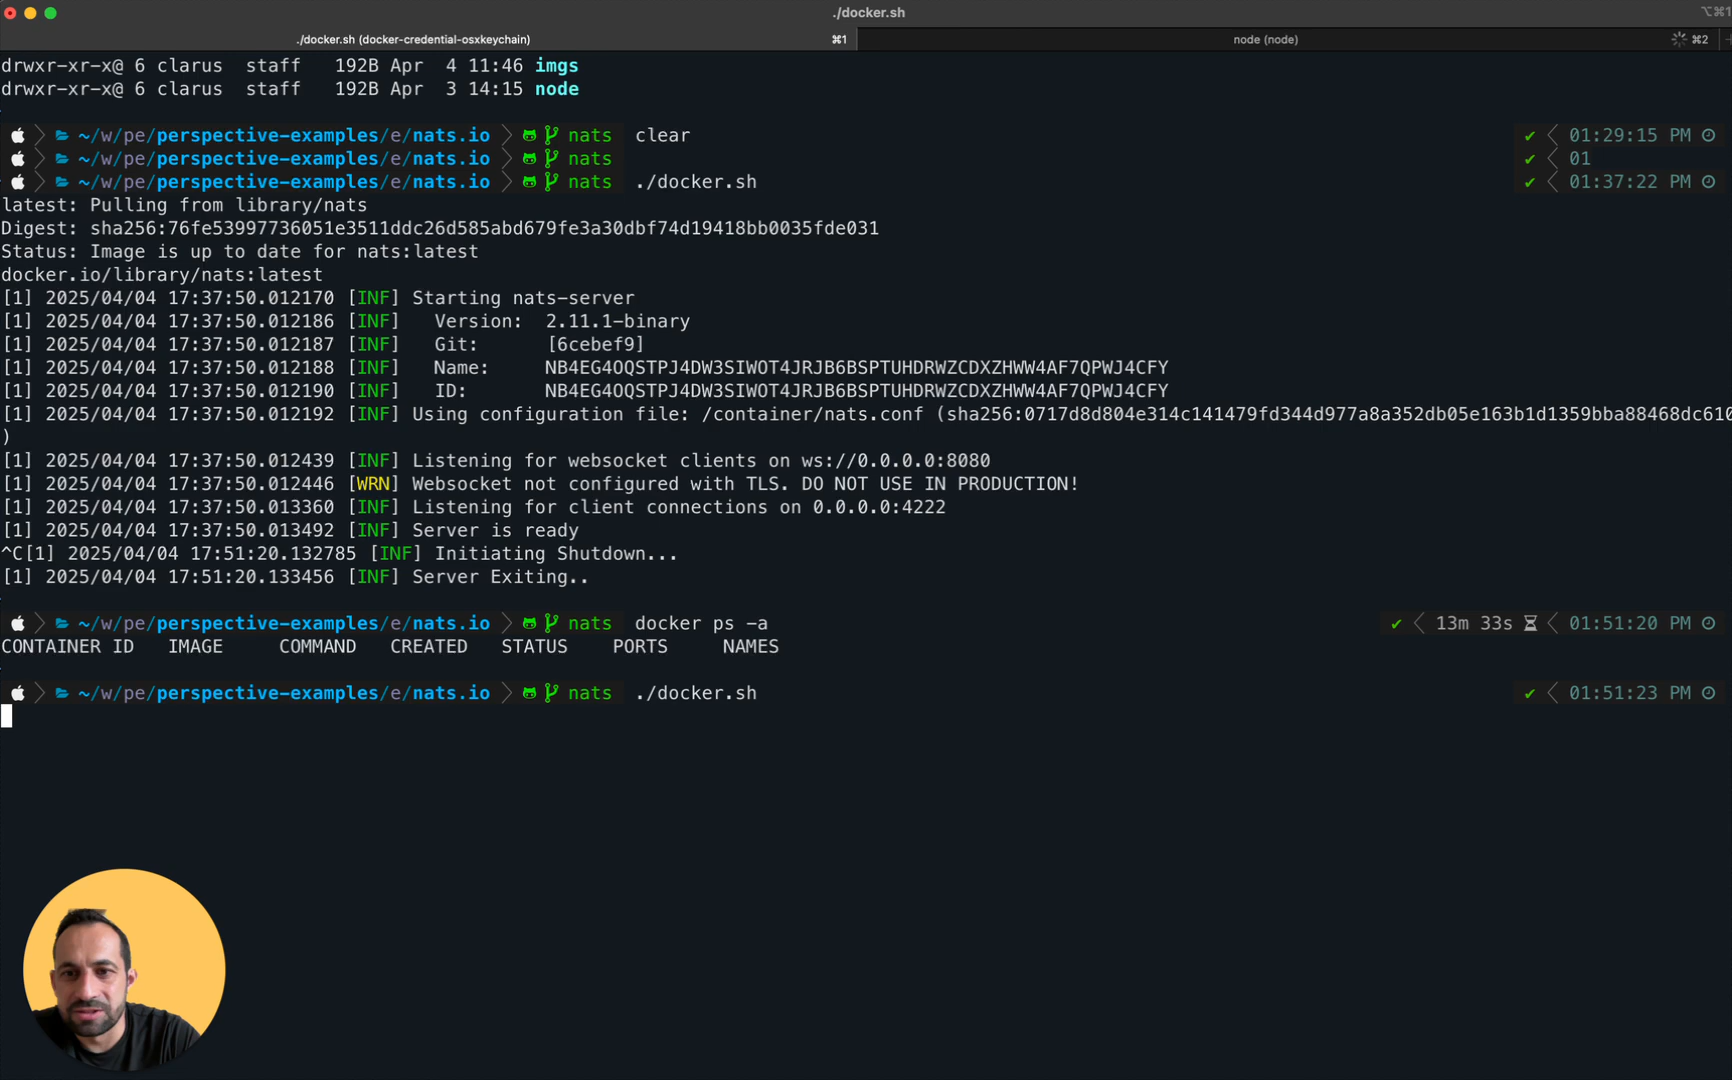 ./docker.sh
⌥⌘1
./docker.sh (docker-credential-osxkeychain) ⌘1 node (node) ⌘2
drwxr-xr-x@ 6 clarus staff 192B Apr 4 11:46 imgs
drwxr-xr-x@ 6 clarus staff 192B Apr 3 14:15 node
~/w/pe/perspective-examples/e/nats.io nats clear ✔ 01:29:15 PM
~/w/pe/perspective-examples/e/nats.io nats ✔ 01
~/w/pe/perspective-examples/e/nats.io nats ./docker.sh ✔ 01:37:22 PM
latest: Pulling from library/nats
Digest: sha256:76fe53997736051e3511ddc26d585abd679fe3a30dbf74d19418bb0035fde031
Status: Image is up to date for nats:latest
docker.io/library/nats:latest
[1] 2025/04/04 17:37:50.012170 [INF] Starting nats-server
[1] 2025/04/04 17:37:50.012186 [INF] Version: 2.11.1-binary
[1] 2025/04/04 17:37:50.012187 [INF] Git: [6cebef9]
[1] 2025/04/04 17:37:50.012188 [INF] Name: NB4EG4OQSTPJ4DW3SIWOT4JRJB6BSPTUHDRWZCDXZHWW4AF7QPWJ4CFY
[1] 2025/04/04 17:37:50.012190 [INF] ID: NB4EG4OQSTPJ4DW3SIWOT4JRJB6BSPTUHDRWZCDXZHWW4AF7QPWJ4CFY
[1] 2025/04/04 17:37:50.012192 [INF] Using configuration file: /container/nats.conf (sha256:0717d8d804e314c141479fd344d977a8a352db05e163b1d1359bba88468dc610
)
[1] 2025/04/04 17:37:50.012439 [INF] Listening for websocket clients on ws://0.0.0.0:8080
[1] 2025/04/04 17:37:50.012446 [WRN] Websocket not configured with TLS. DO NOT USE IN PRODUCTION!
[1] 2025/04/04 17:37:50.013360 [INF] Listening for client connections on 0.0.0.0:4222
[1] 2025/04/04 17:37:50.013492 [INF] Server is ready
^C[1] 2025/04/04 17:51:20.132785 [INF] Initiating Shutdown...
[1] 2025/04/04 17:51:20.133456 [INF] Server Exiting..
~/w/pe/perspective-examples/e/nats.io nats docker ps -a ✔ 13m 33s 01:51:20 PM
CONTAINER ID IMAGE COMMAND CREATED STATUS PORTS NAMES
~/w/pe/perspective-examples/e/nats.io nats ./docker.sh ✔ 01:51:23 PM